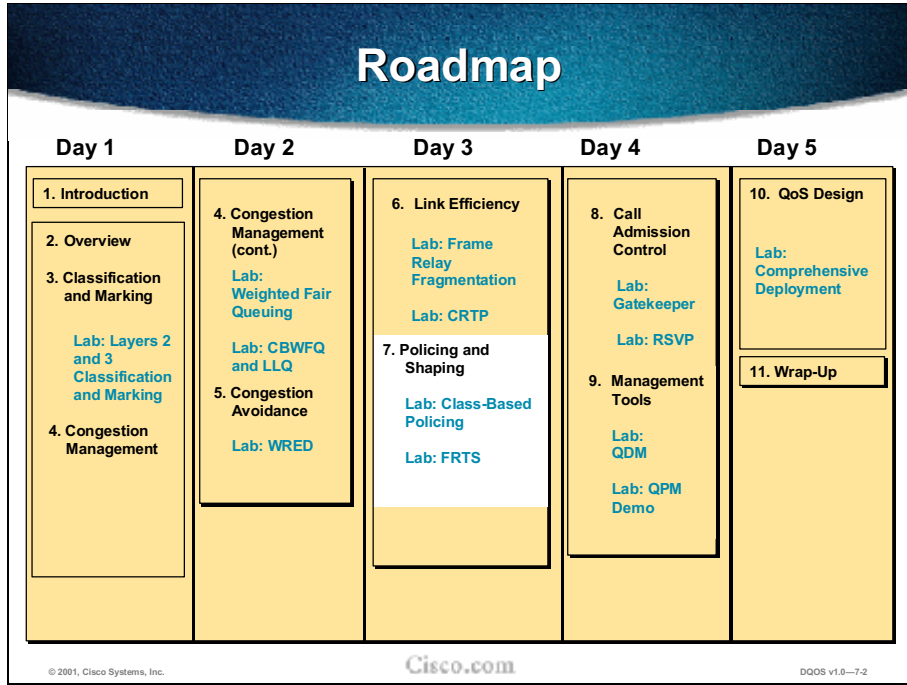 Roadmap
Day 1
1. Introduction
2. Overview
3. Classification
and Marking
Lab: Layers 2
and 3
Classification
and Marking
4. Congestion
Management
Day 2
4. Congestion
Management
(cont.)
Lab:
Weighted Fair
Queuing
Lab: CBWFQ
and LLQ
5. Congestion
Avoidance
Lab: WRED
Day 3
6. Link Efficiency
Lab: Frame
Relay
Fragmentation
Lab: CRTP
7. Policing and
Shaping
Lab: Class-Based
Policing
Lab: FRTS
Day 4
8. Call
Admission
Control
Lab:
Gatekeeper
Lab: RSVP
9. Management
Tools
Lab:
QDM
Lab: QPM
Demo
Day 5
10. QoS Design
Lab:
Comprehensive
Deployment
11. Wrap-Up
© 2001, Cisco Systems, Inc.
Cisco.com
DQOS v1.0—7-2